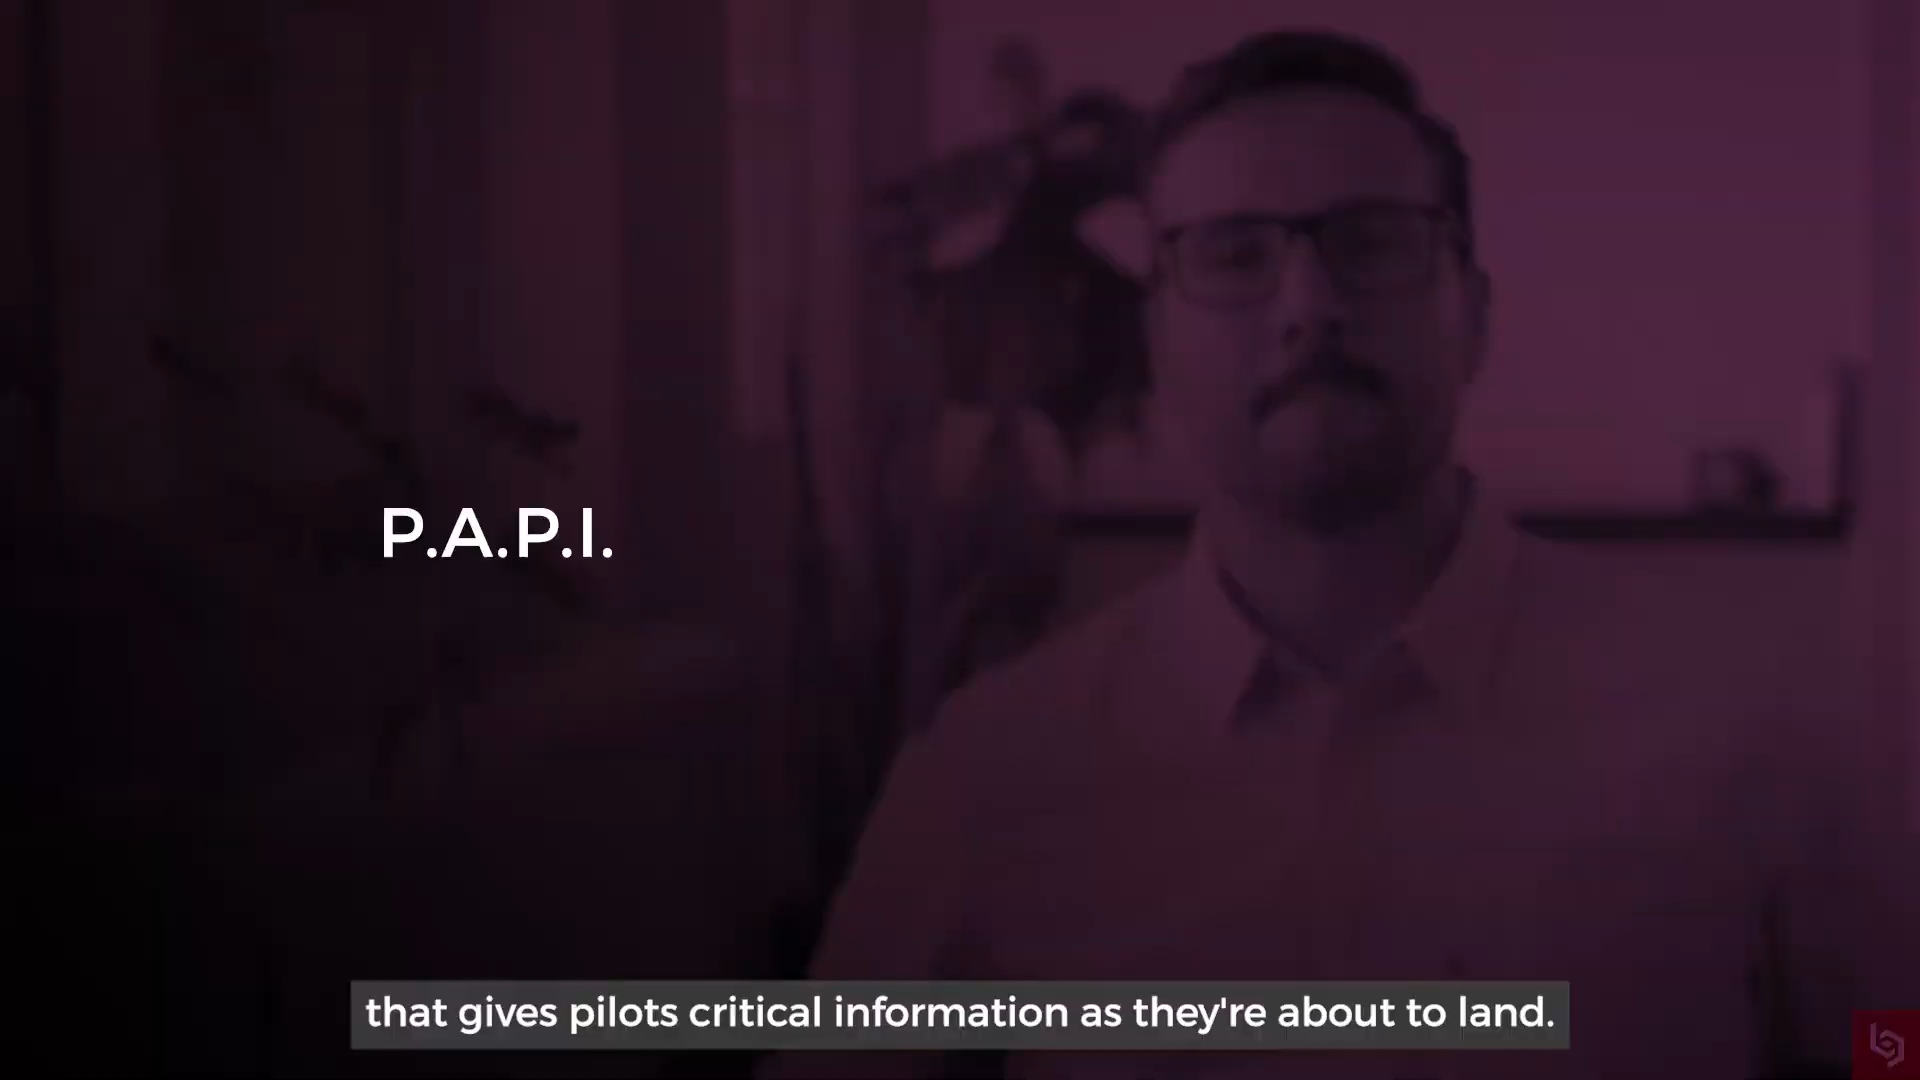 P.A.P.I.
that gives pilots critical information as they're about to land.